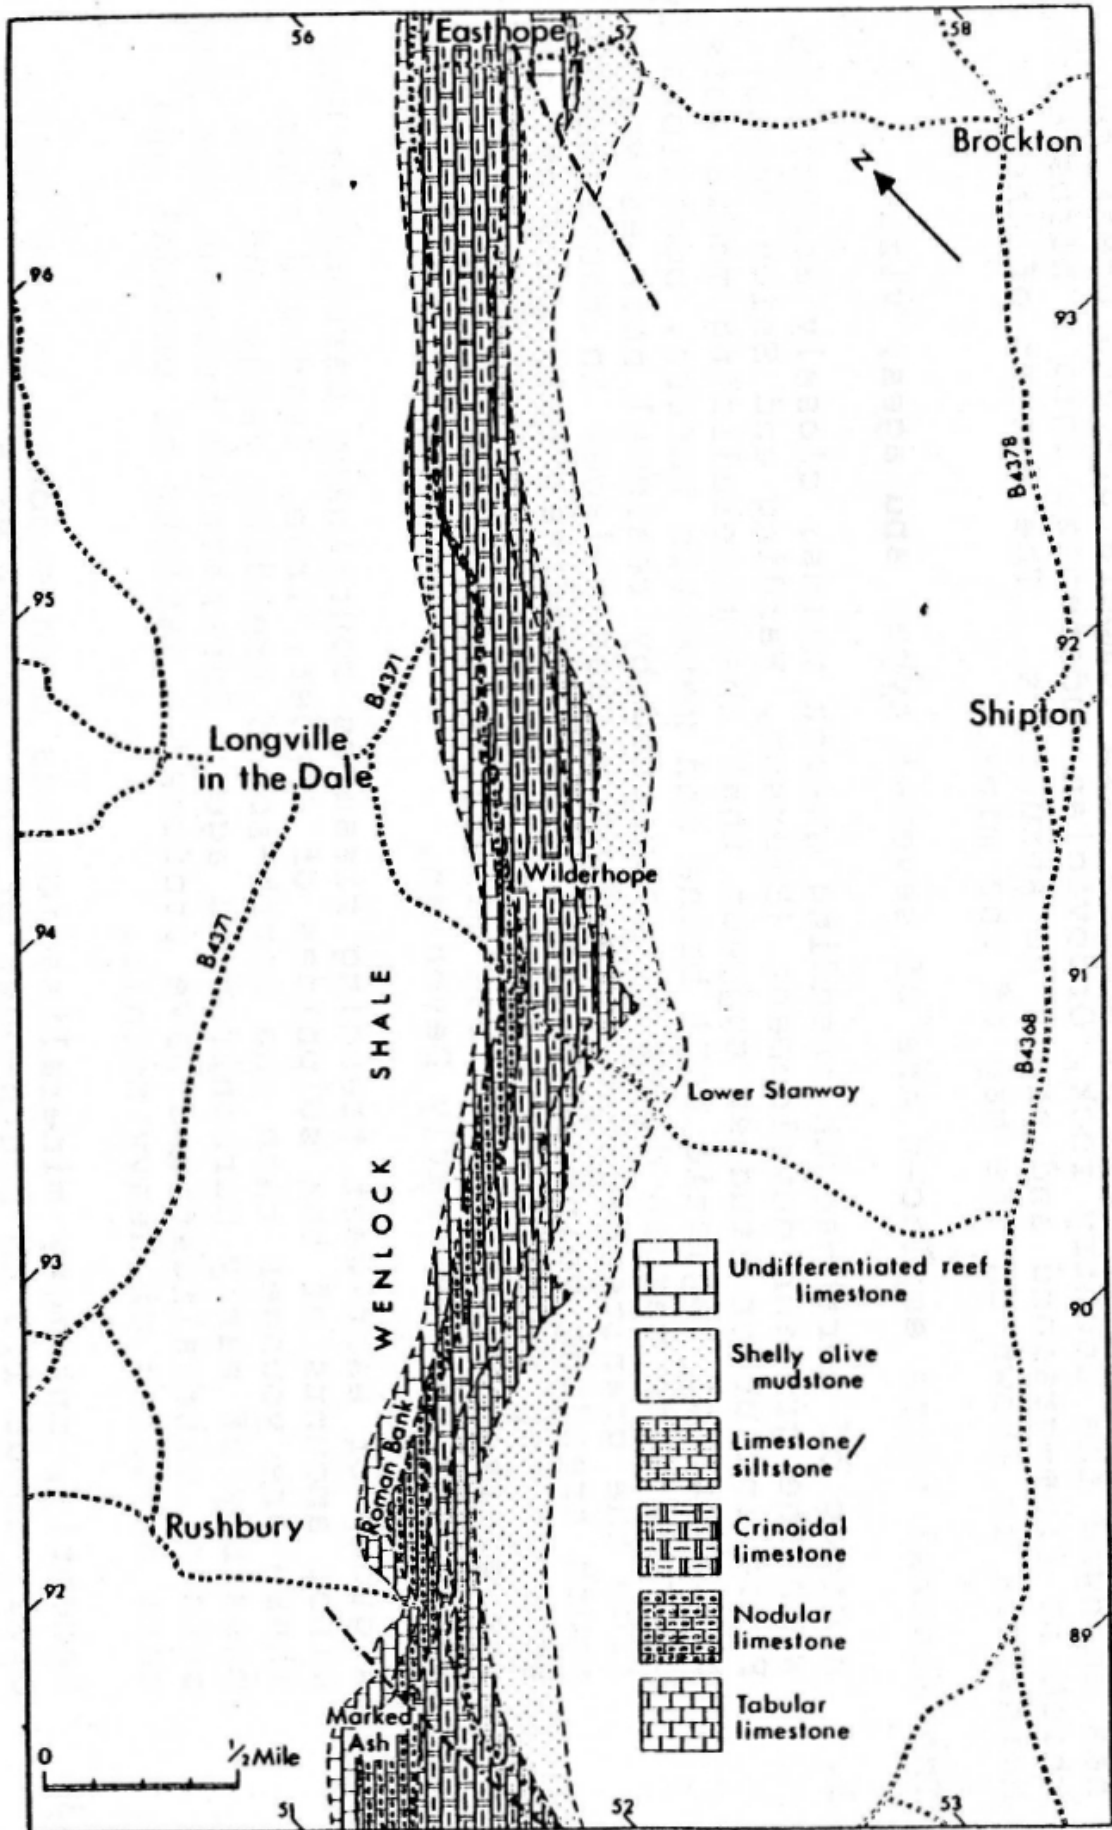 56
57
58
Easthope
Brockton
N
96
93
B4378
95
92
B4371
Shipton
Longville
in the Dale
Wilderhope
94
91
B4371
WENLOCK SHALE
B4368
Lower Stanway
93
90
Undifferentiated reef
limestone
Shelly olive
mudstone
Limestone/
siltstone
Roman Bank
Rushbury
Crinoidal
limestone
92
89
Nodular
limestone
Marked
Ash
Tabular
limestone
0
1/2 Mile
51
52
53